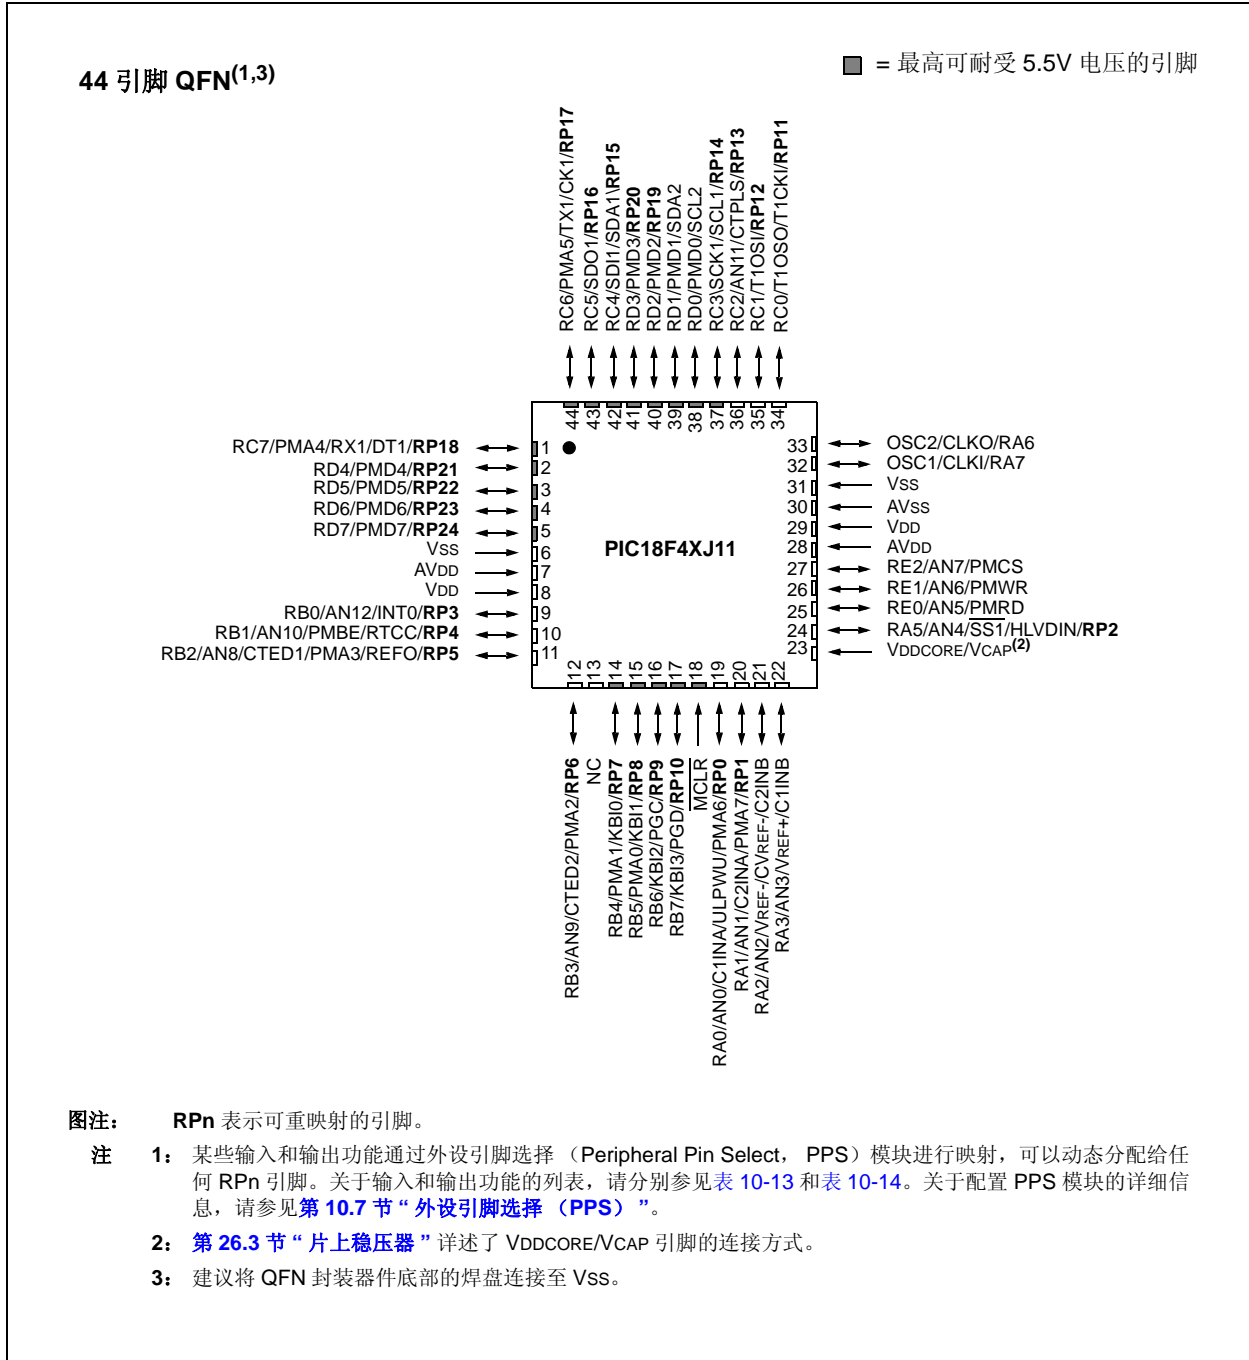 44 引脚 QFN(1,3)
= 最高可耐受 5.5V 电压的引脚
RC6/PMA5/TX1/CK1/RP17
RC5/SDO1/RP16
RC4/SDI1/SDA1\RP15
RD3/PMD3/RP20
RD2/PMD2/RP19
RD1/PMD1/SDA2
RD0/PMD0/SCL2
RC3\SCK1/SCL1/RP14
RC2/AN11/CTPLS/RP13
RC1/T1OSI/RP12
RC0/T1OSO/T1CKI/RP11
44
43
42
41
40
39
38
37
36
35
34
RC7/PMA4/RX1/DT1/RP18 1
RD4/PMD4/RP21 2
RD5/PMD5/RP22 3
RD6/PMD6/RP23 4
RD7/PMD7/RP24 5
VSS 6
AVDD 7
VDD 8
RB0/AN12/INT0/RP3 9
RB1/AN10/PMBE/RTCC/RP4 10
RB2/AN8/CTED1/PMA3/REFO/RP5 11
PIC18F4XJ11
33 OSC2/CLKO/RA6
32 OSC1/CLKI/RA7
31 VSS
30 AVSS
29 VDD
28 AVDD
27 RE2/AN7/PMCS
26 RE1/AN6/PMWR
25 RE0/AN5/PMRD
24 RA5/AN4/SS1/HLVDIN/RP2
23 VDDCORE/VCAP(2)
12
13
14
15
16
17
18
19
20
21
22
RB3/AN9/CTED2/PMA2/RP6
NC
RB4/PMA1/KBI0/RP7
RB5/PMA0/KBI1/RP8
RB6/KBI2/PGC/RP9
RB7/KBI3/PGD/RP10
MCLR
RA0/AN0/C1INA/ULPWU/PMA6/RP0
RA1/AN1/C2INA/PMA7/RP1
RA2/AN2/VREF-/CVREF-/C2INB
RA3/AN3/VREF+/C1INB
图注： RPn 表示可重映射的引脚。
注 1： 某些输入和输出功能通过外设引脚选择 （Peripheral Pin Select， PPS）模块进行映射，可以动态分配给任
何 RPn 引脚。关于输入和输出功能的列表，请分别参见表 10-13 和表 10-14。关于配置 PPS 模块的详细信
息，请参见第 10.7 节 “ 外设引脚选择 （PPS） ”。
2： 第 26.3 节 “ 片上稳压器 ” 详述了 VDDCORE/VCAP 引脚的连接方式。
3： 建议将 QFN 封装器件底部的焊盘连接至 VSS。